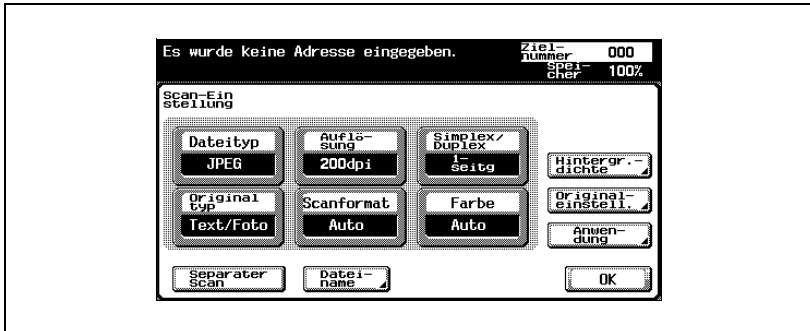 Es wurde keine Adresse eingegeben.
Ziel-
nummer 000
Spei-
cher 100%
Scan-Ein
stellung
Dateityp
JPEG
Auflö-
sung
200dpi
Simplex/
Duplex
1-
seitg
Hintergr.-
dichte
Original
typ
Text/Foto
Scanformat
Auto
Farbe
Auto
Original-
einstell.
Anwen-
dung
Separater
Scan
Datei-
name
OK